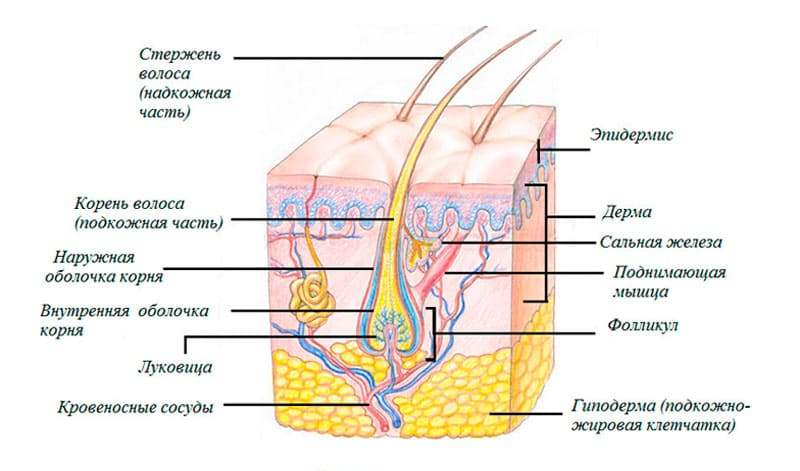 Стержень
волоса
(надкожная
часть)
Корень волоса
(подкожная часть)
Наружная
оболочка корня
Внутренняя оболочка
корня
Луковица
Кровеносные сосуды
Эпидермис
Дерма
Сальная железа
Поднимающая
мышца
Фолликул
Гиподерма (подкожно-
жировая клетчатка)